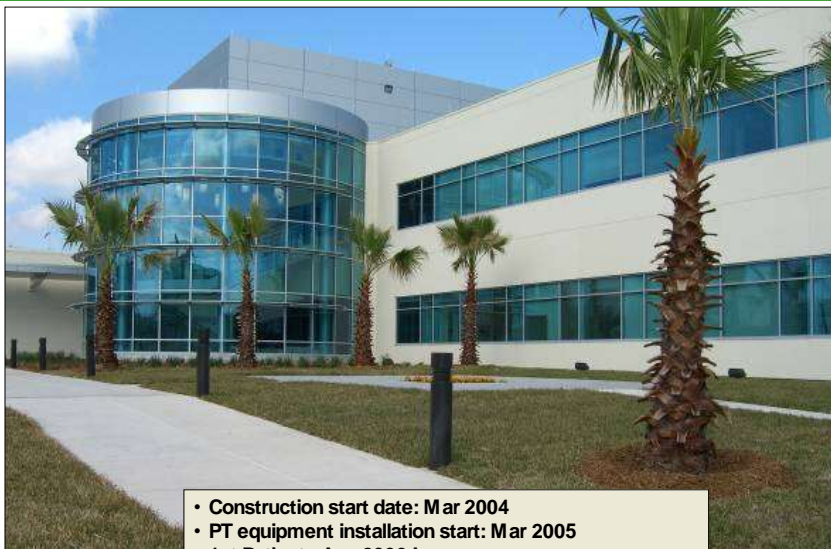 • Construction start date: Mar 2004
• PT equipment installation start: Mar 2005